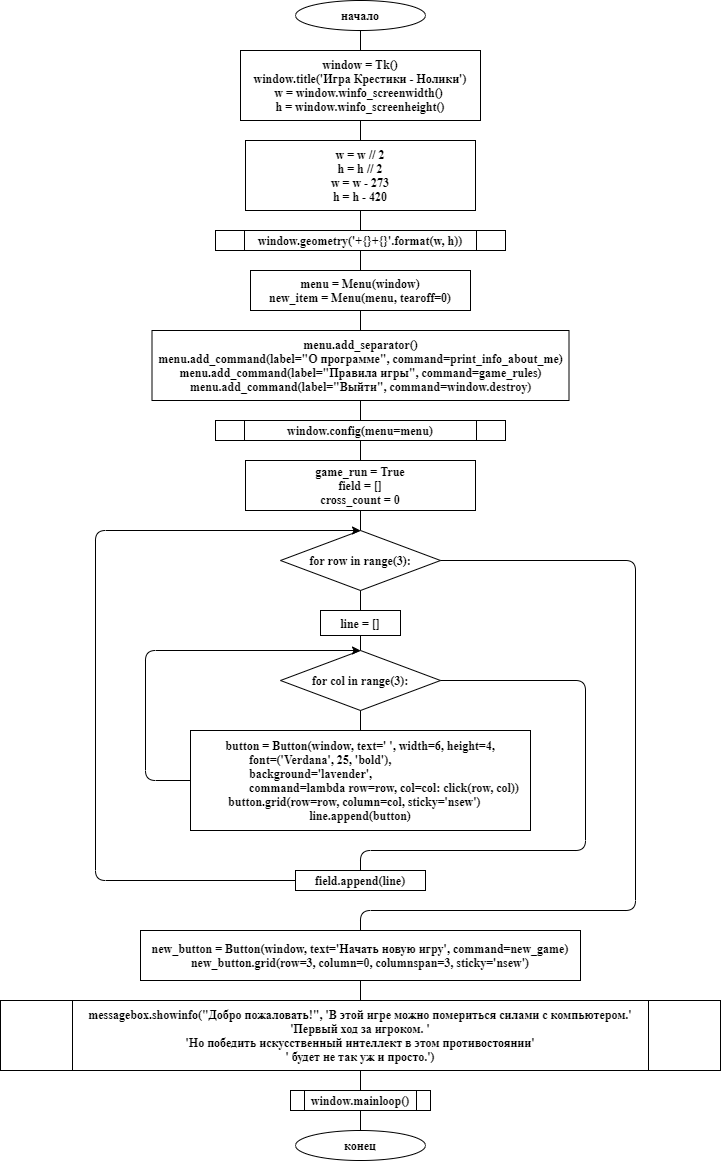 начало
window = Tk()
window.title('Игра Крестики - Нолики')
w = window.winfo_screenwidth()
h = window.winfo_screenheight()
w = w // 2
h = h // 2
w = w - 273
h = h - 420
window.geometry('+{}+{}'.format(w, h))
menu = Menu(window)
new_item = Menu(menu, tearoff=0)
menu.add_separator()
menu.add_command(label="О программе", command=print_info_about_me)
menu.add_command(label="Правила игры", command=game_rules)
menu.add_command(label="Выйти", command=window.destroy)
window.config(menu=menu)
game_run = True
field = []
cross_count = 0
for row in range(3):
line = []
for col in range(3):
button = Button(window, text=' ', width=6, height=4,
font=('Verdana', 25, 'bold'),
background='lavender',
command=lambda row=row, col=col: click(row, col))
button.grid(row=row, column=col, sticky='nsew')
line.append(button)
field.append(line)
new_button = Button(window, text='Начать новую игру', command=new_game)
new_button.grid(row=3, column=0, columnspan=3, sticky='nsew')
messagebox.showinfo("Добро пожаловать!", 'В этой игре можно помериться силами с компьютером.'
'Первый ход за игроком. '
'Но победить искусственный интеллект в этом противостоянии'
' будет не так уж и просто.')
window.mainloop()
конец